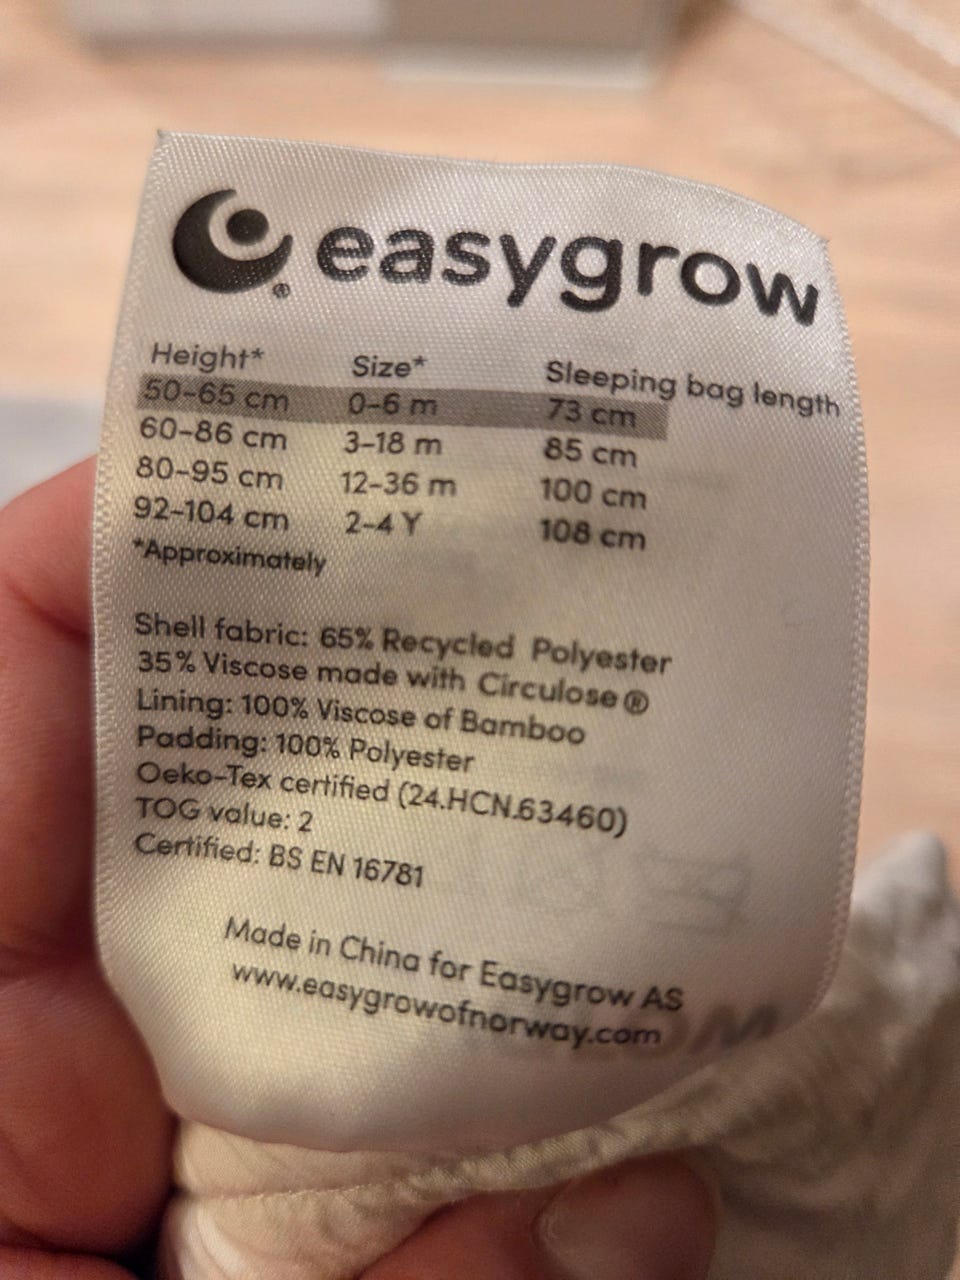 easygrow
®
Height* Size* Sleeping bag length
50-65 cm 0-6 m 73 cm
60-86 cm 3-18 m 85 cm
80-95 cm 12-36 m 100 cm
92-104 cm 2-4 Y 108 cm
*Approximately
Shell fabric: 65% Recycled Polyester
35% Viscose made with Circulose®
Lining: 100% Viscose of Bamboo
Padding: 100% Polyester
Oeko-Tex certified (24.HCN.63460)
TOG value: 2
Certified: BS EN 16781
Made in China for Easygrow AS
www.easygrowofnorway.com